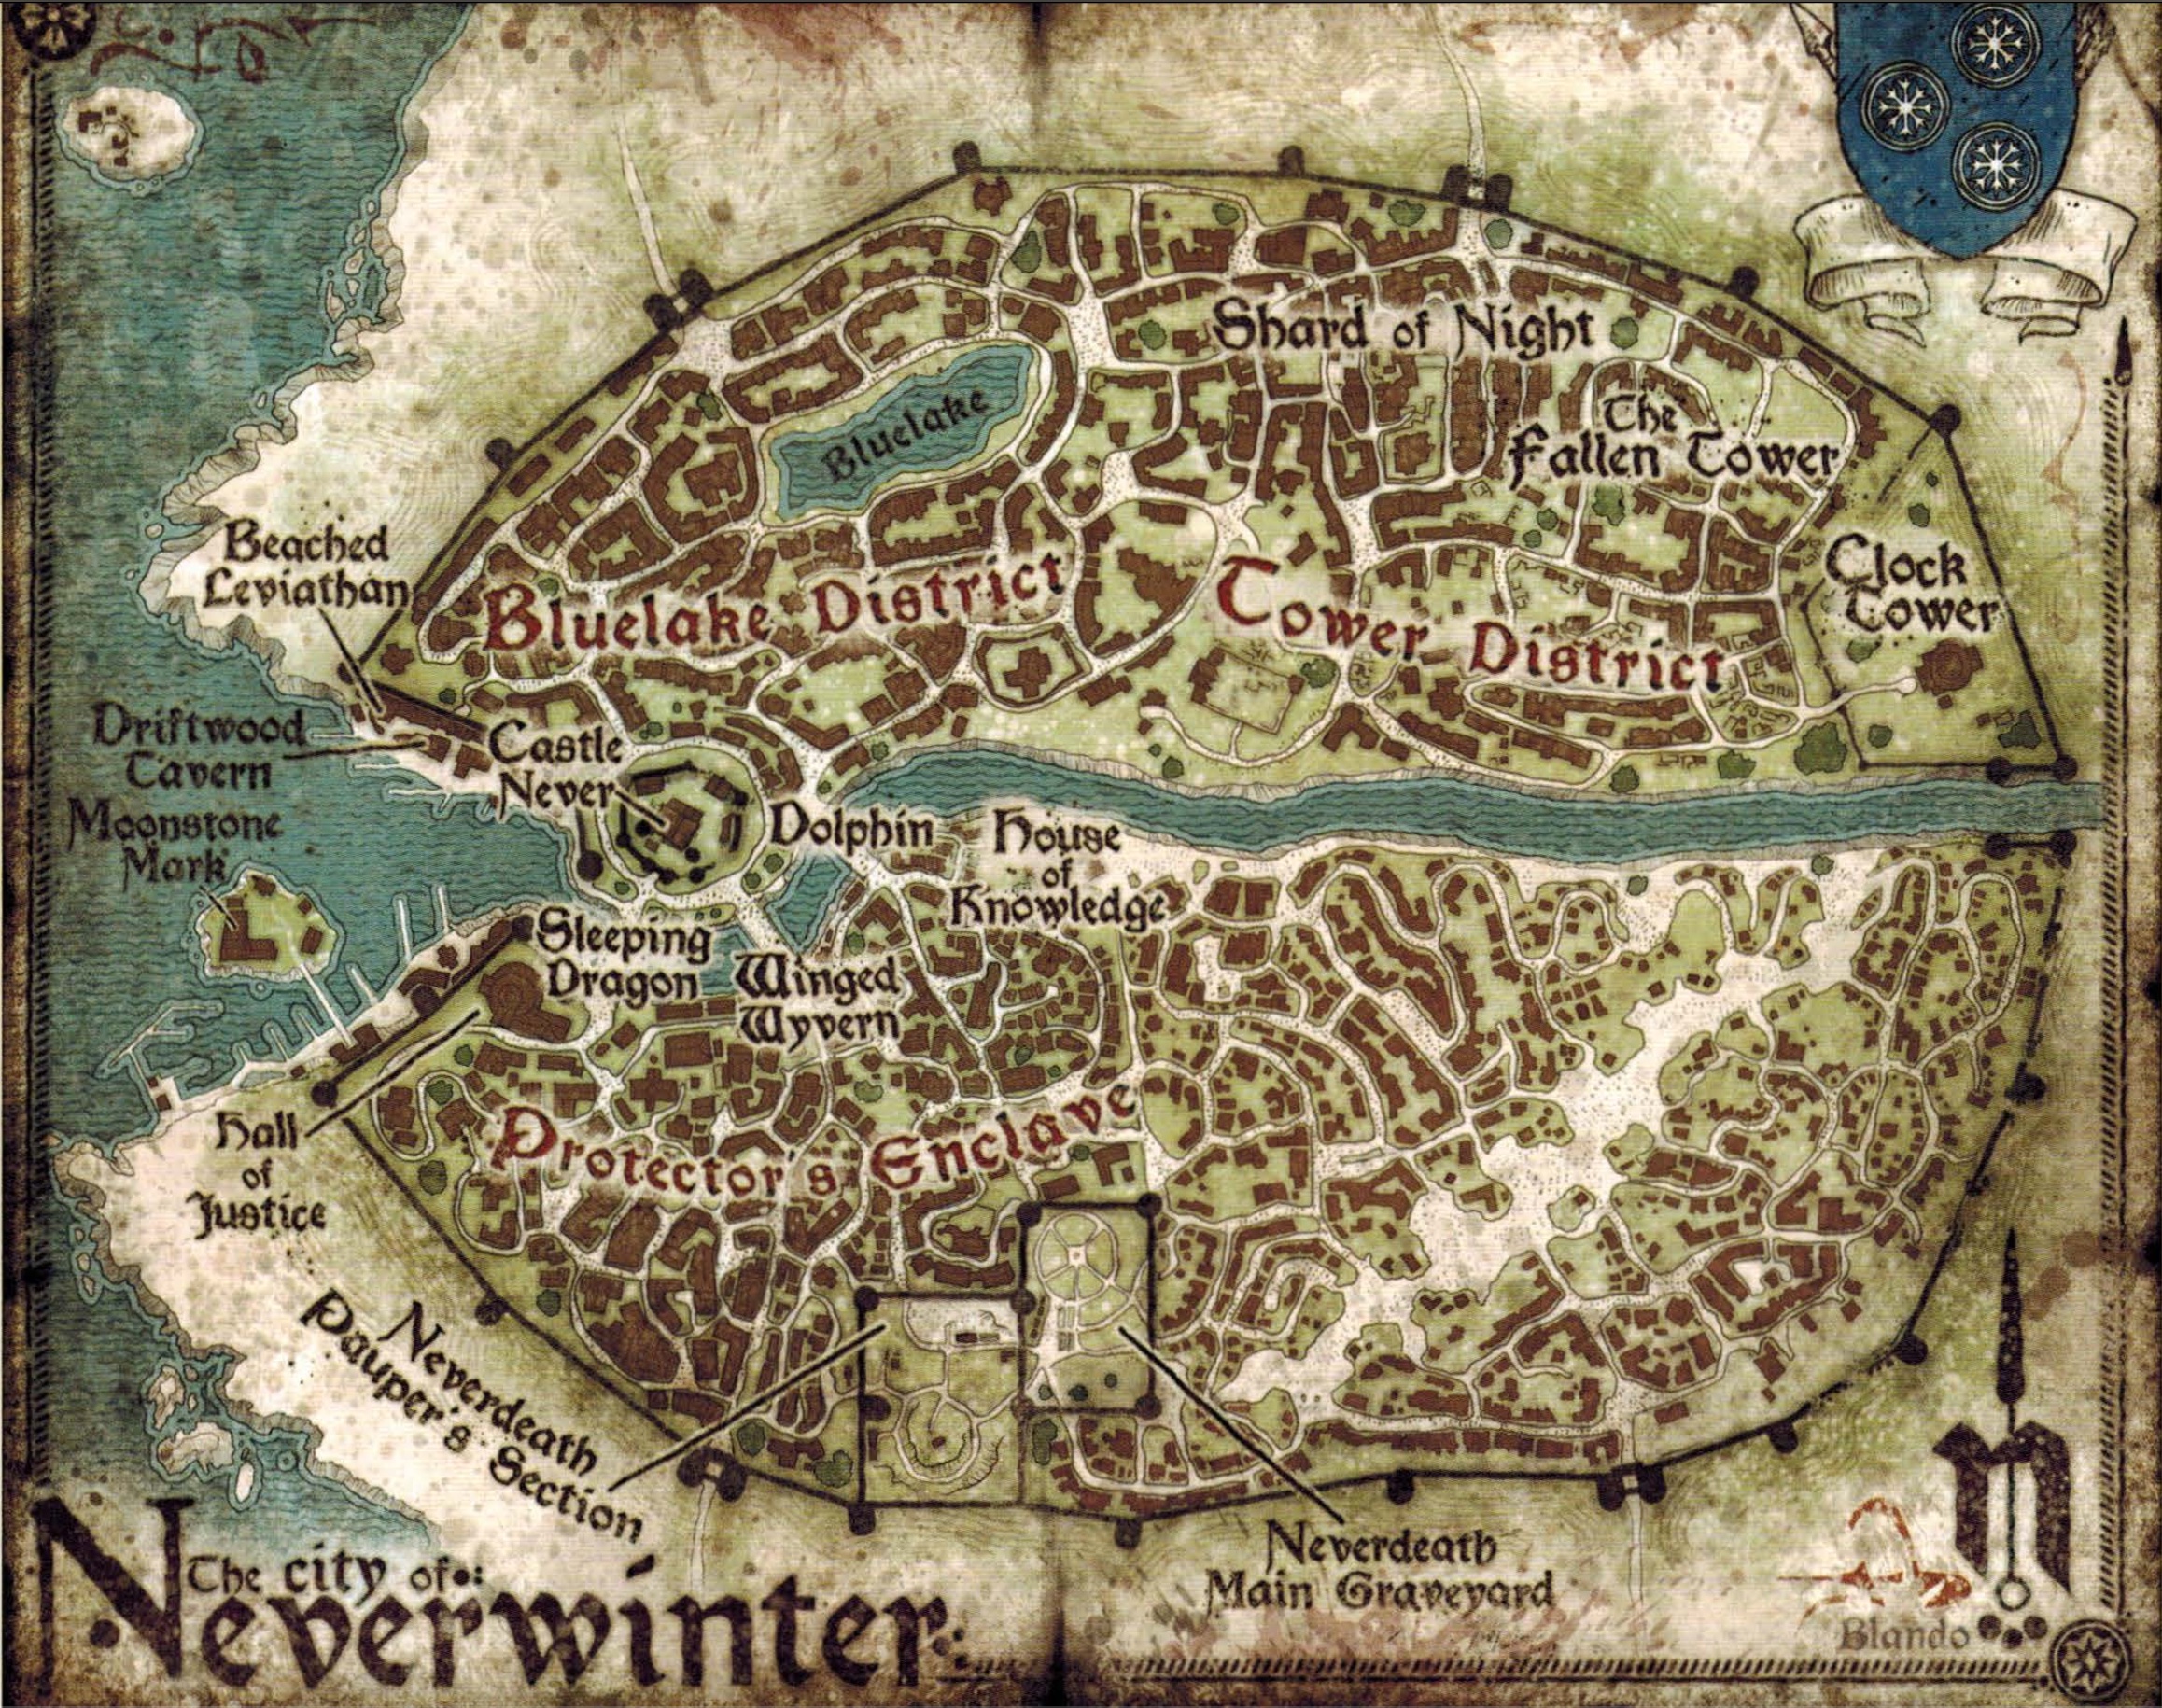 Shard of Night
The
Fallen Tower
Bluelake
Beached
Leviathan
Clock
Tower
Bluelake District
Tower District
Driftwood
Tavern
Castle
Never
Moonstone
Mark
Dolphin
House
of
Knowledge
Sleeping
Dragon
Winged
Wyvern
Hall
of
Justice
Protector's Enclave
Neverdeath
Pauper's Section
Neverdeath
Main Graveyard
The city of:
Neverwinter
n
Blando